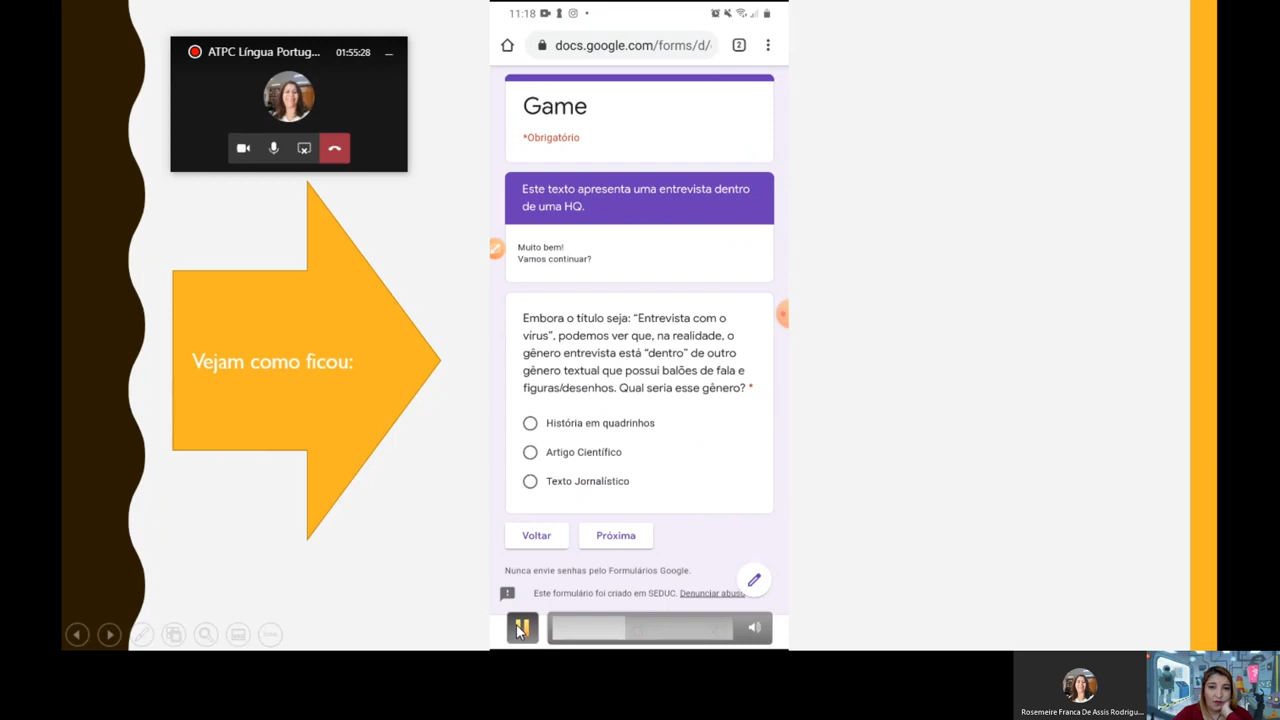 ATPC Língua Portug...
01:55:28
Vejam como ficou:
11:18
docs.google.com/forms/d/
2
Game
*Obrigatório
Este texto apresenta uma entrevista dentro
de uma HQ.
Muito bem!
Vamos continuar?
Embora o título seja: “Entrevista com o
vírus”, podemos ver que, na realidade, o
gênero entrevista está “dentro” de outro
gênero textual que possui balões de fala e
figuras/desenhos. Qual seria esse gênero? *
História em quadrinhos
Artigo Científico
Texto Jornalístico
Voltar
Próxima
Nunca envie senhas pelo Formulários Google.
Este formulário foi criado em SEDUC. Denunciar abuso
Rosemeire Franca De Assis Rodrigu...